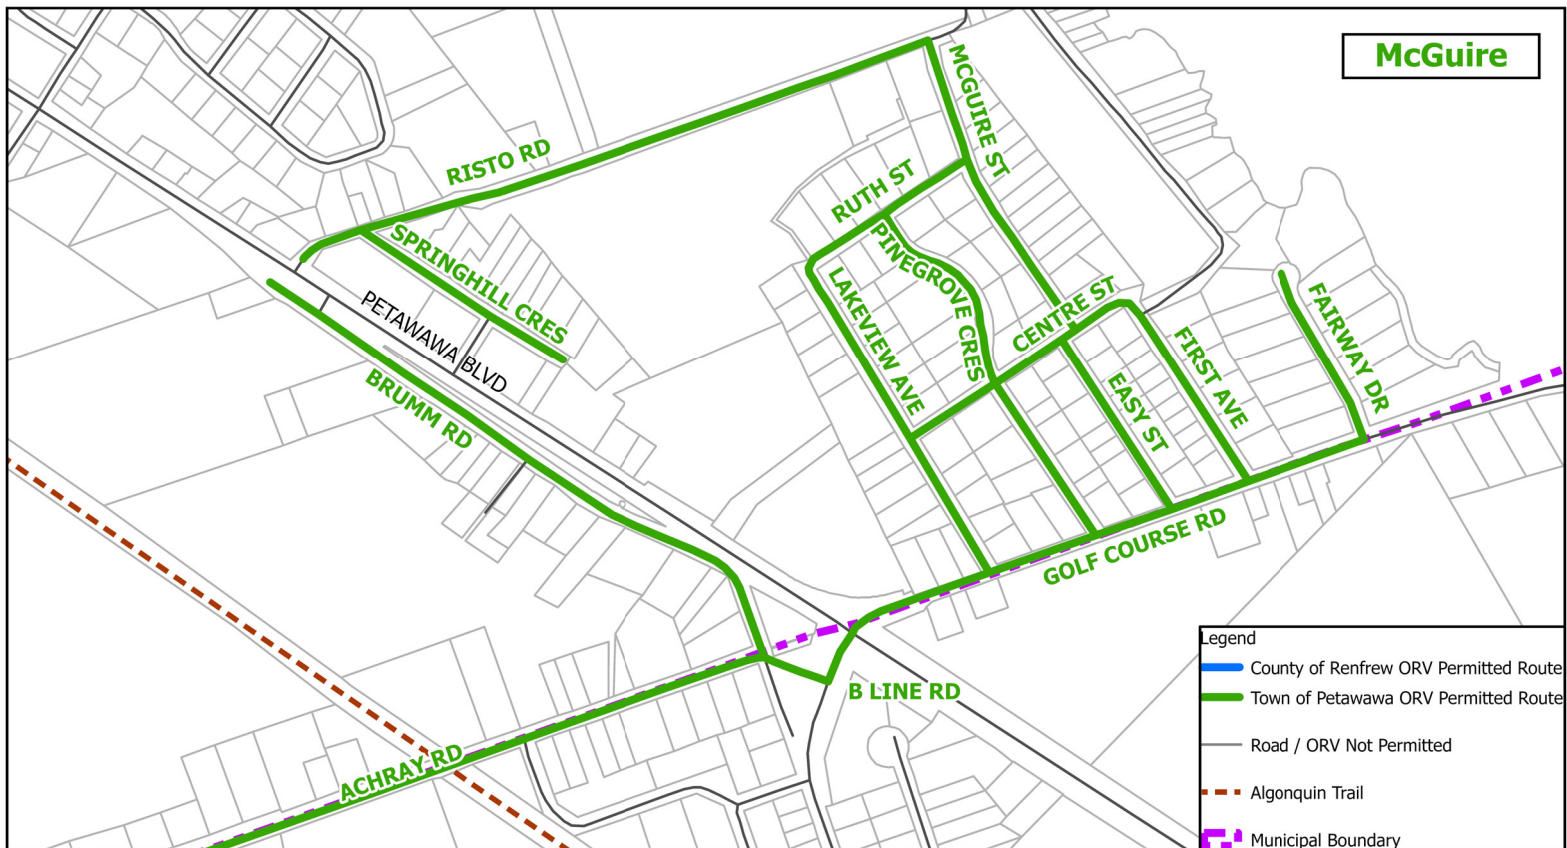 McGuire
MCGUIRE ST
RISTO RD
RUTH ST
SPRINGHILL CRES
PINEGROVE CRES
LAKEVIEW AVE
CENTRE ST
FAIRWAY DR
PETAWAWA BLVD
FIRST AVE
BRUMM RD
EASY ST
GOLF COURSE RD
B LINE RD
ACHRAY RD
Legend
County of Renfrew ORV Permitted Route
Town of Petawawa ORV Permitted Route
Road / ORV Not Permitted
Algonquin Trail
Municipal Boundary